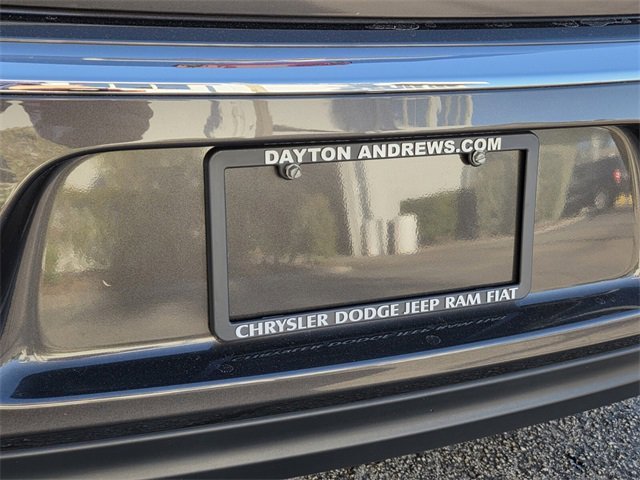 DAYTON ANDREWS.COM
CHRYSLER DODGE JEEP RAM FIAT